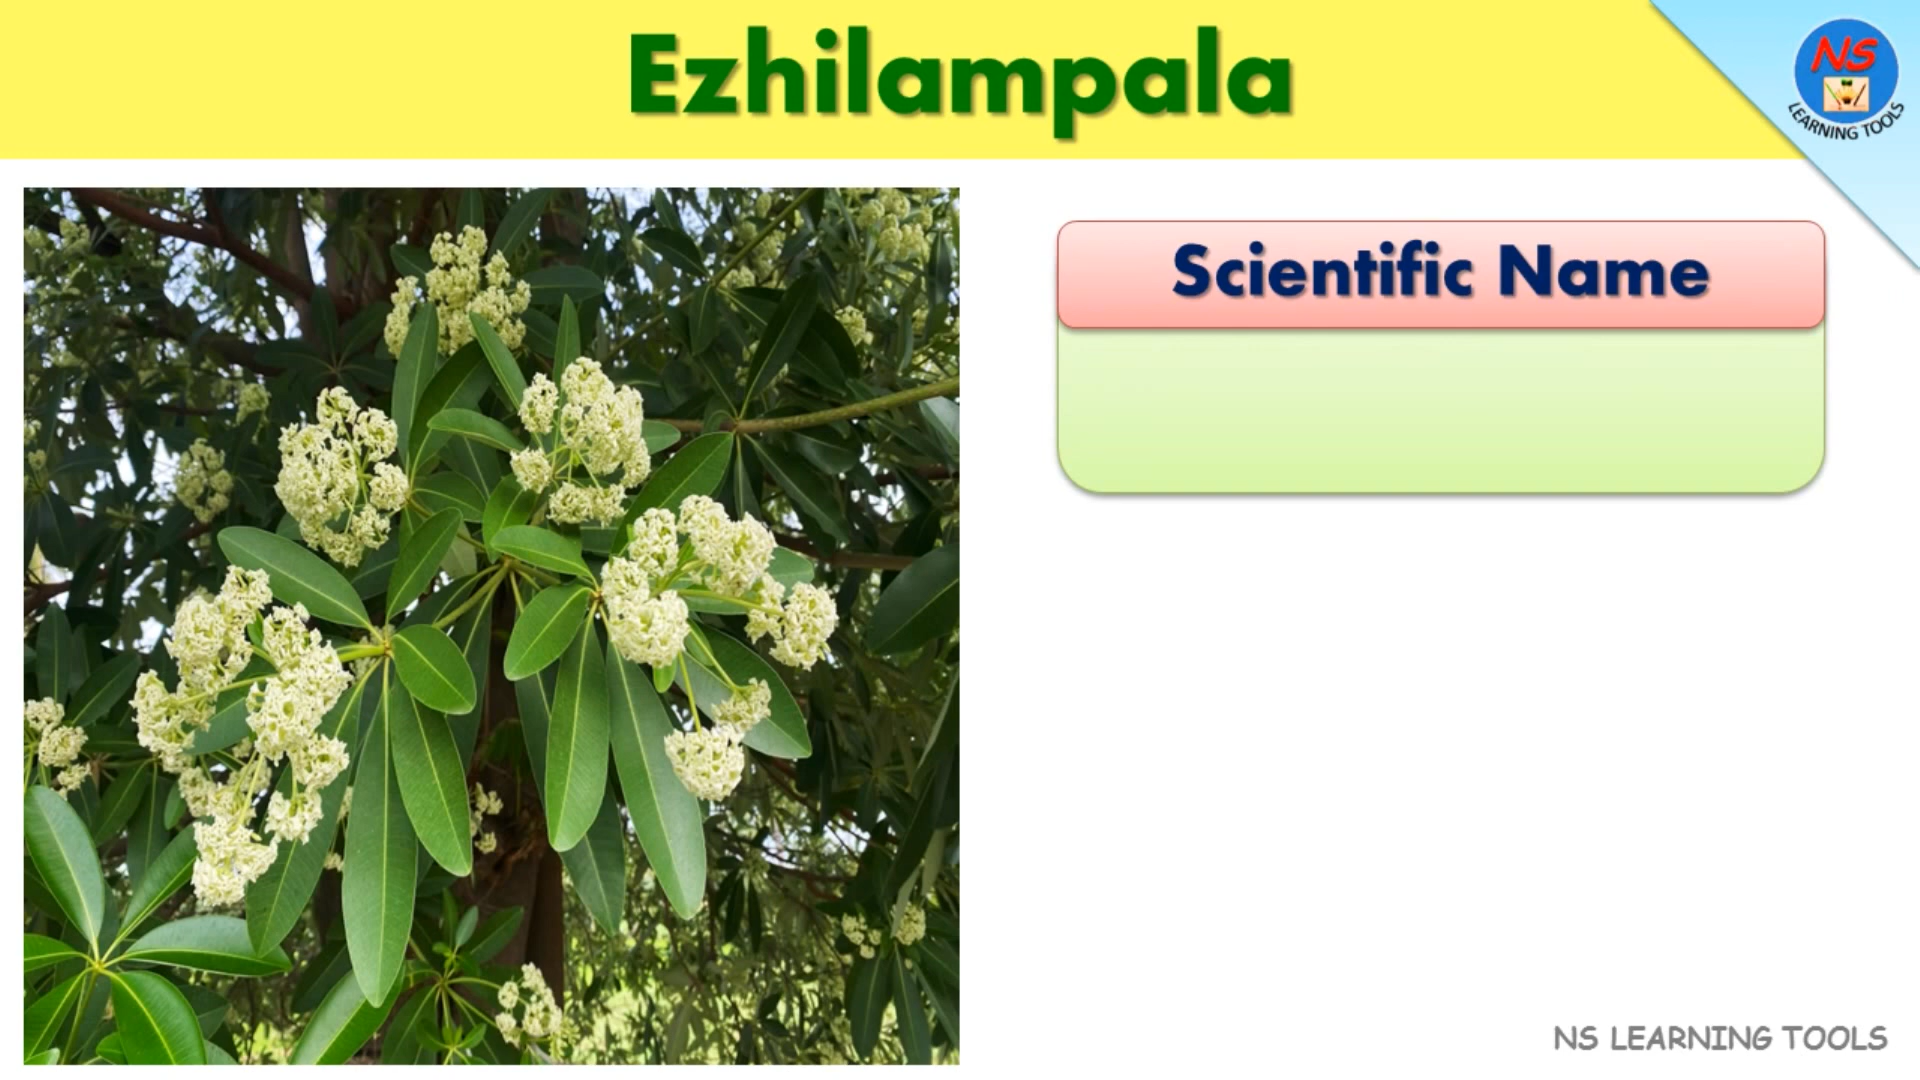 Ezhilampala
NS
LEARNING TOOLS
Scientific Name
NS LEARNING TOOLS